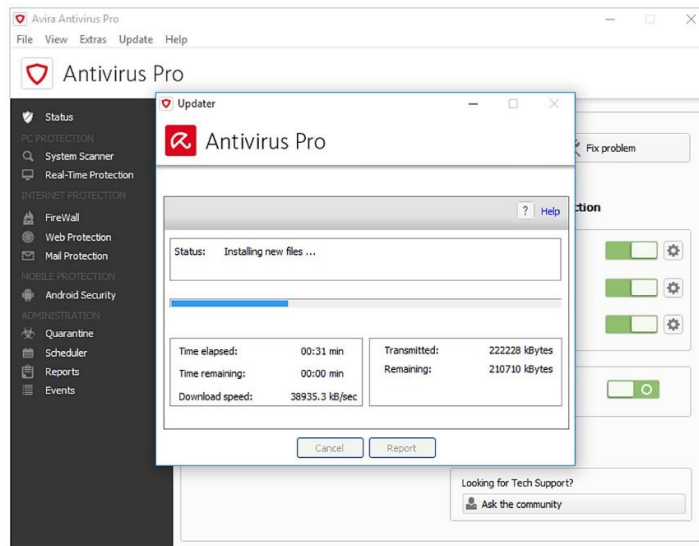 Avira Antivirus Pro
File View Extras Update Help
Antivirus Pro
Status
PC PROTECTION
System Scanner
Real-Time Protection
INTERNET PROTECTION
FireWall
Web Protection
Mail Protection
MOBILE PROTECTION
Android Security
ADMINISTRATION
Quarantine
Scheduler
Reports
Events
Updater
Antivirus Pro
? Help
Status: Installing new files ...
Time elapsed: 00:31 min
Time remaining: 00:00 min
Download speed: 38935.3 kB/sec
Transmitted: 222228 kBytes
Remaining: 210710 kBytes
Cancel Report
Fix problem
ction
Looking for Tech Support?
Ask the community